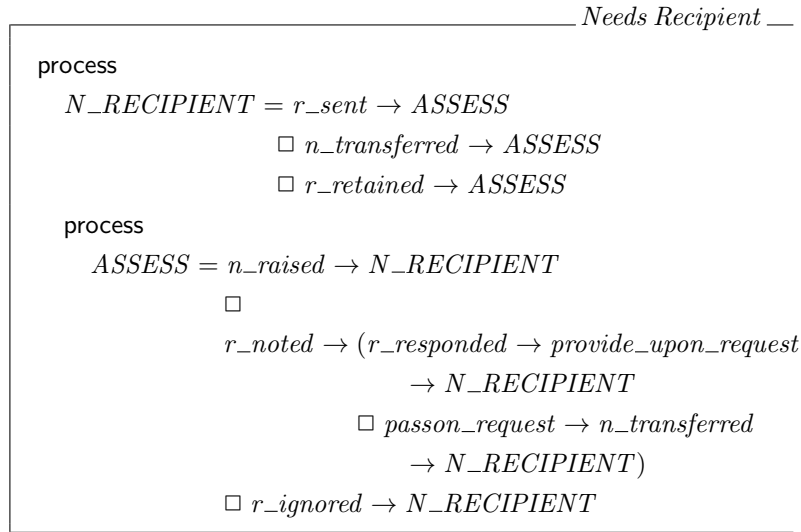 Needs Recipient
process
N_RECIPIENT = r_sent → ASSESS
□ n_transferred → ASSESS
□ r_retained → ASSESS
process
ASSESS = n_raised → N_RECIPIENT
□
r_noted → (r_responded → provide_upon_request
→ N_RECIPIENT
□ passon_request → n_transferred
→ N_RECIPIENT)
□ r_ignored → N_RECIPIENT